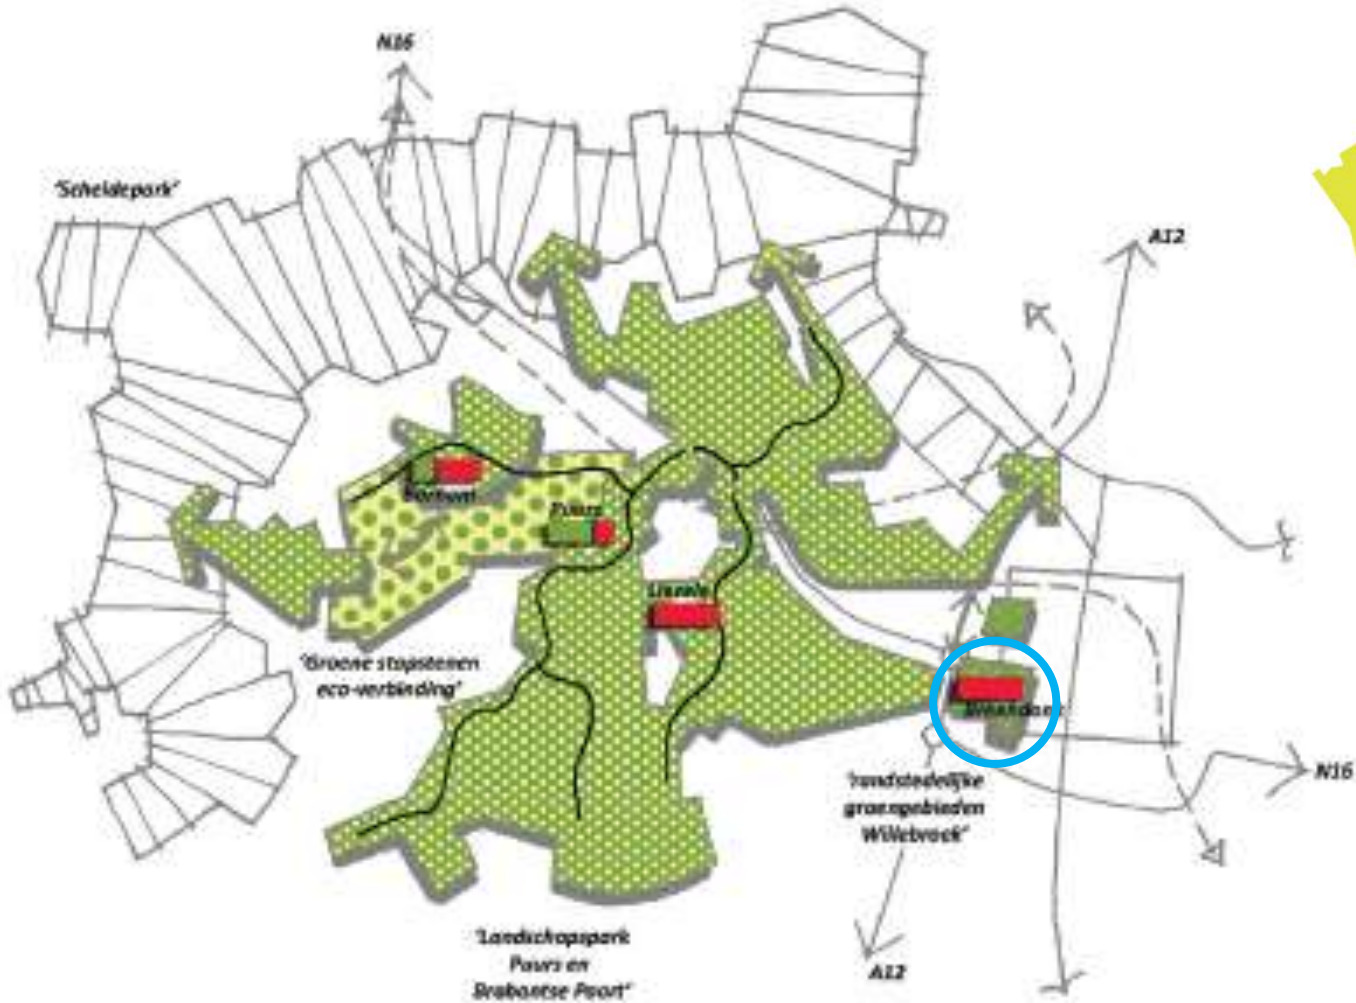 N16
'Scheldepark'
A12
Bornem
Puurs
Liezele
'Groene stapstenen
eco-verbinding'
Breendonk
N16
'randstedelijke
groengebieden
Willebroek'
'Landschapspark
Puurs en
Brabantse Poort'
A12